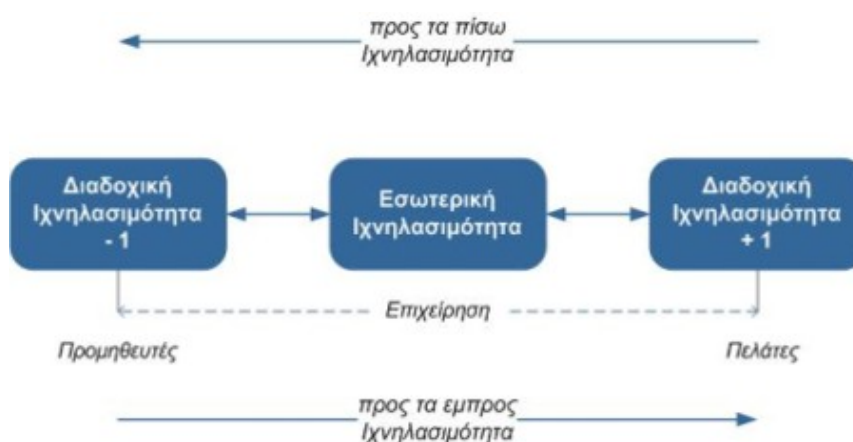 προς τα πίσω
Ιχνηλασιμότητα
Διαδοχική
Ιχνηλασιμότητα
- 1
Εσωτερική
Ιχνηλασιμότητα
Διαδοχική
Ιχνηλασιμότητα
+ 1
Επιχείρηση
Προμηθευτές
Πελάτες
προς τα εμπρος
Ιχνηλασιμότητα